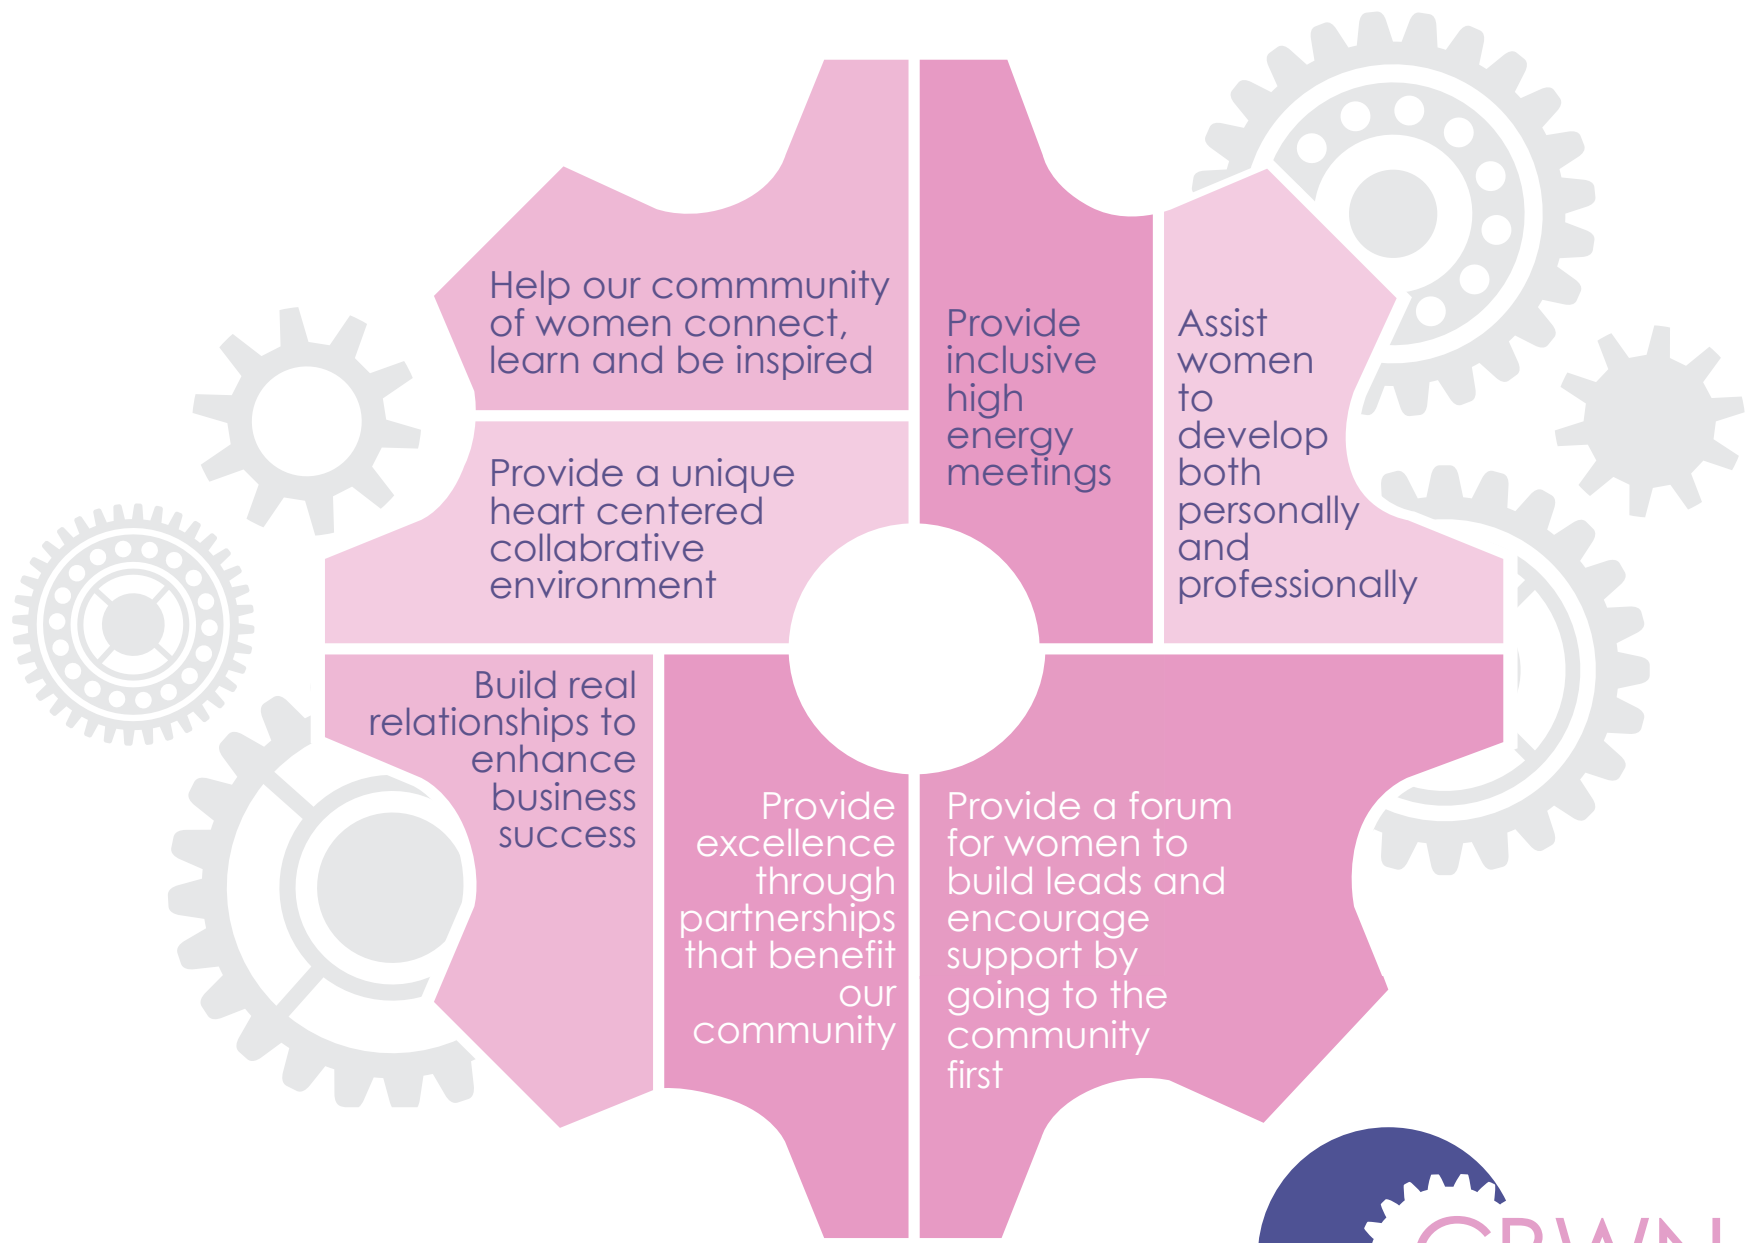 Help our commmunity
of women connect,
learn and be inspired
Provide a unique
heart centered
collabrative
environment
Provide
inclusive
high
energy
meetings
Assist
women
to
develop
both
personally
and
professionally
Build real
relationships to
enhance
business
success
Provide
excellence
through
partnerships
that benefit
our
community
Provide a forum
for women to
build leads and
encourage
support by
going to the
community
first